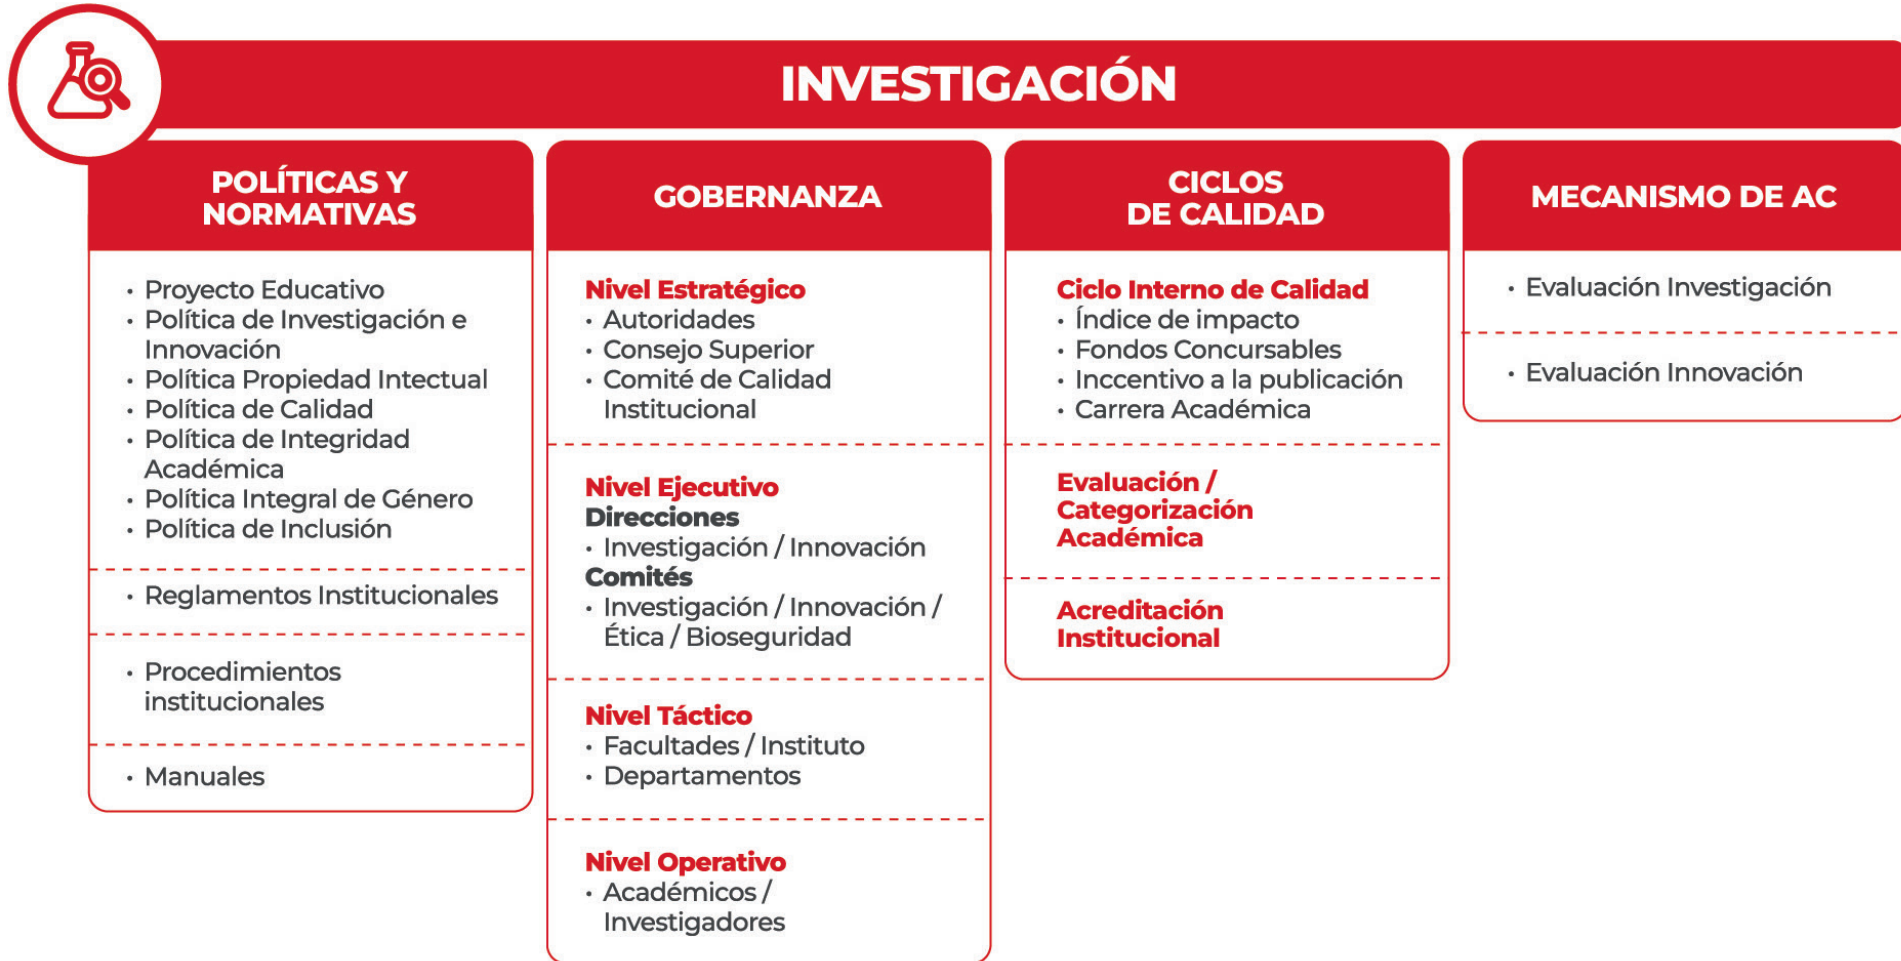 INVESTIGACIÓN
POLÍTICAS Y
NORMATIVAS
· Proyecto Educativo
· Política de Investigación e
Innovación
· Política Propiedad Intectual
· Política de Calidad
· Política de Integridad
Académica
· Política Integral de Género
· Política de Inclusión
· Reglamentos Institucionales
· Procedimientos
institucionales
· Manuales
GOBERNANZA
Nivel Estratégico
· Autoridades
· Consejo Superior
· Comité de Calidad
Institucional
Nivel Ejecutivo
Direcciones
· Investigación / Innovación
Comités
· Investigación / Innovación /
Ética / Bioseguridad
Nivel Táctico
· Facultades / Instituto
· Departamentos
Nivel Operativo
· Académicos /
Investigadores
CICLOS
DE CALIDAD
Ciclo Interno de Calidad
· Índice de impacto
· Fondos Concursables
· Inccentivo a la publicación
· Carrera Académica
Evaluación /
Categorización
Académica
Acreditación
Institucional
MECANISMO DE AC
· Evaluación Investigación
· Evaluación Innovación